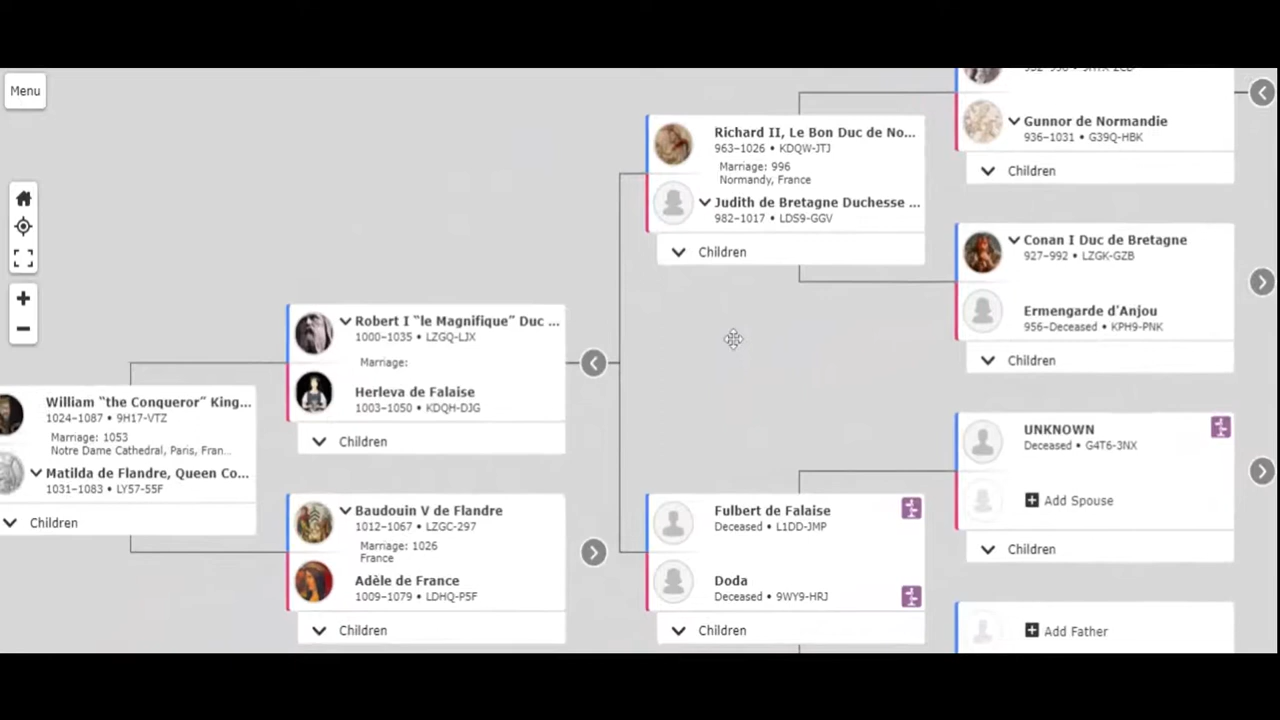 Menu
William “the Conqueror” King...
1024–1087 • 9H17-VTZ
Marriage: 1053
Notre Dame Cathedral, Paris, Fran...
Matilda de Flandre, Queen Co...
1031–1083 • LY57-55F
Children
Robert I “le Magnifique” Duc ...
1000–1035 • LZGQ-LJX
Marriage:
Herleva de Falaise
1003–1050 • KDQH-DJG
Children
Baudouin V de Flandre
1012–1067 • LZGC-297
Marriage: 1026
France
Adèle de France
1009–1079 • LDHQ-P5F
Children
Richard II, Le Bon Duc de No...
963–1026 • KDQW-JTJ
Marriage: 996
Normandy, France
Judith de Bretagne Duchesse ...
982–1017 • LDS9-GGV
Children
Fulbert de Falaise
Deceased • L1DD-JMP
Doda
Deceased • 9WY9-HRJ
Children
Gunnor de Normandie
936–1031 • G39Q-HBK
Children
Conan I Duc de Bretagne
927–992 • LZGK-GZB
Ermengarde d'Anjou
956–Deceased • KPH9-PNK
Children
UNKNOWN
Deceased • G4T6-3NX
Add Spouse
Children
Add Father